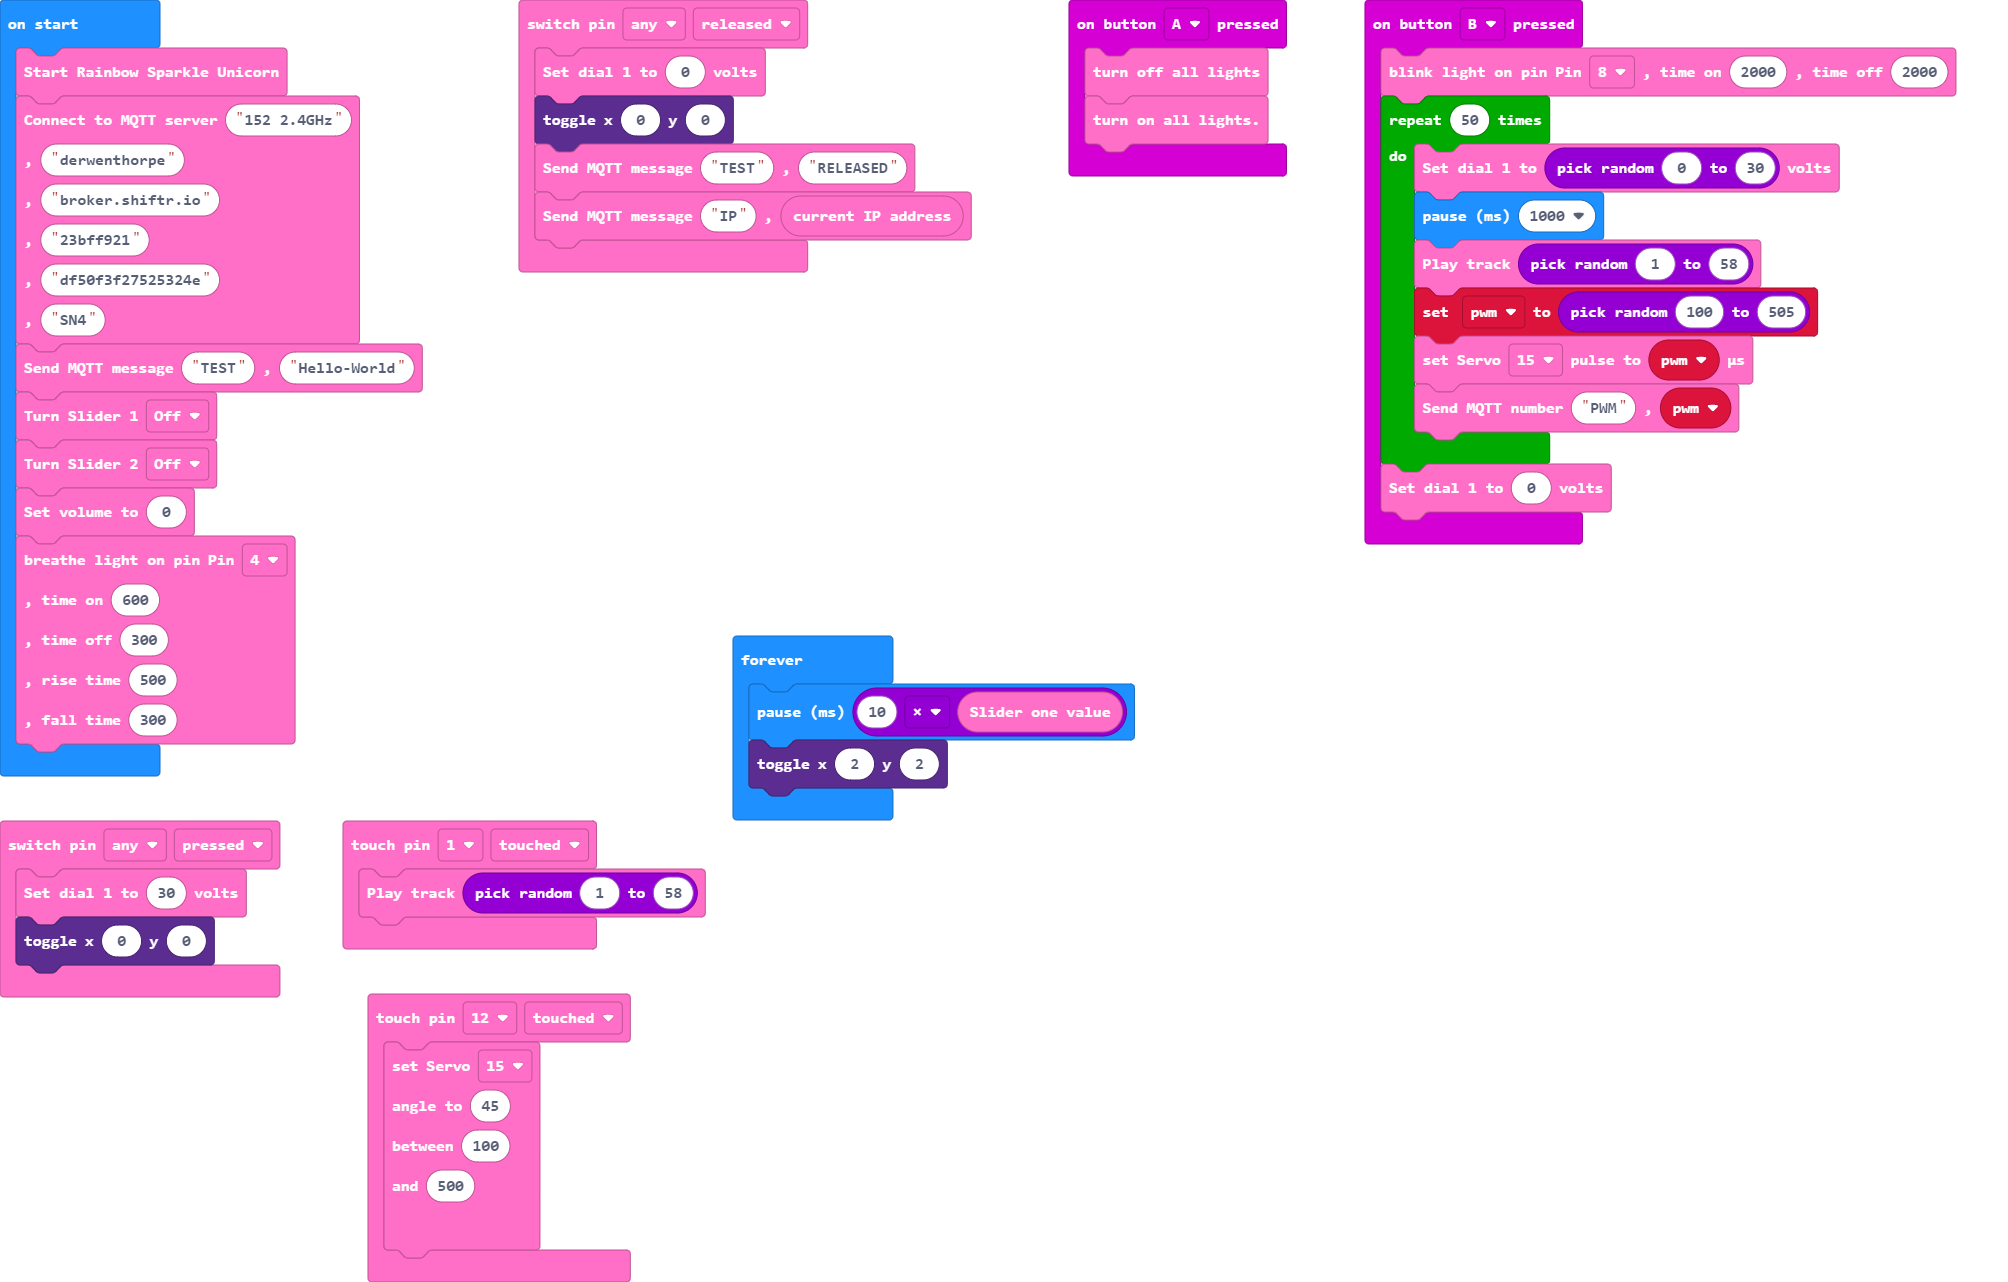 on start
Start Rainbow Sparkle Unicorn
Connect to MQTT server "152 2.4GHz"
, "derwenthorpe"
, "broker.shiftr.io"
, "23bff921"
, "df50f3f27525324e"
, "SN4"
Send MQTT message "TEST" , "Hello-World"
Turn Slider 1 Off
Turn Slider 2 Off
Set volume to 0
breathe light on pin Pin 4
, time on 600
, time off 300
, rise time 500
, fall time 300
switch pin any released
Set dial 1 to 0 volts
toggle x 0 y 0
Send MQTT message "TEST" , "RELEASED"
Send MQTT message "IP" , current IP address
on button A pressed
turn off all lights
turn on all lights.
on button B pressed
blink light on pin Pin 8 , time on 2000 , time off 2000
repeat 50 times
do
Set dial 1 to pick random 0 to 30 volts
pause (ms) 1000
Play track pick random 1 to 58
set pwm to pick random 100 to 505
set Servo 15 pulse to pwm µs
Send MQTT number "PWM" , pwm
Set dial 1 to 0 volts
forever
pause (ms) 10 × Slider one value
toggle x 2 y 2
switch pin any pressed
Set dial 1 to 30 volts
toggle x 0 y 0
touch pin 1 touched
Play track pick random 1 to 58
touch pin 12 touched
set Servo 15
angle to 45
between 100
and 500